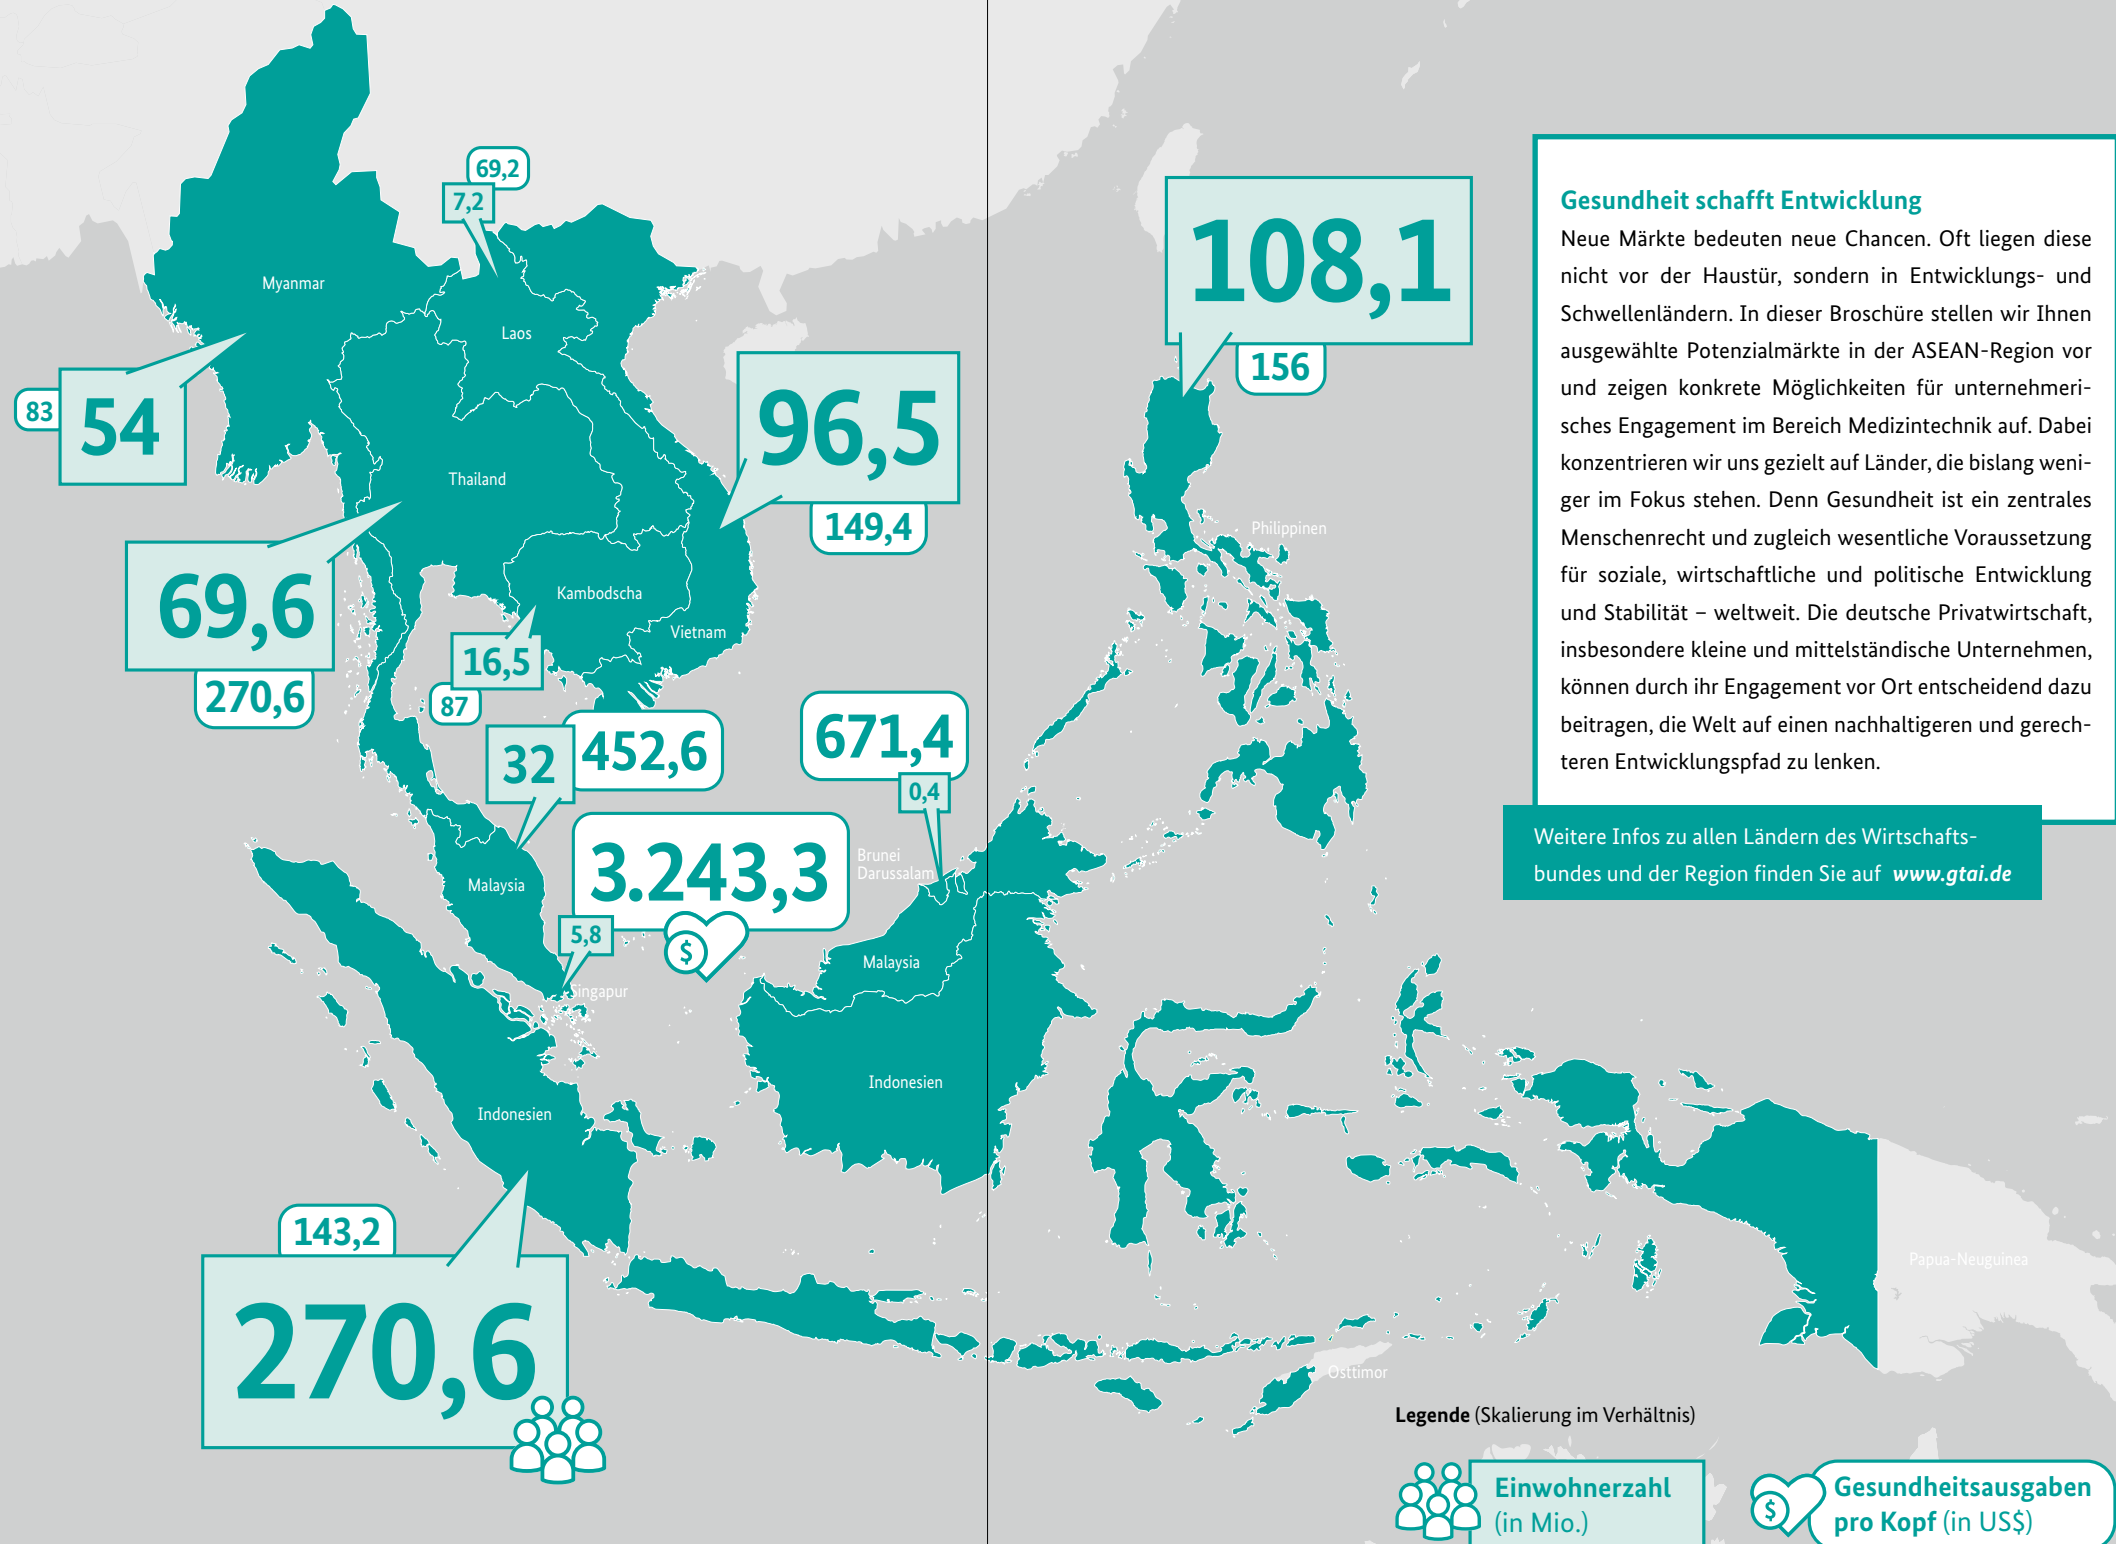 69,2
7,2
Myanmar
Laos
83
54
96,5
149,4
Thailand
69,6
270,6
Kambodscha
Vietnam
16,5
87
32
452,6
671,4
0,4
3.243,3
$
Brunei
Darussalam
Malaysia
5,8
Singapur
Malaysia
Indonesien
Indonesien
143,2
270,6
108,1
156
Philippinen
Papua-Neuguinea
Osttimor
Gesundheit schafft Entwicklung
Neue Märkte bedeuten neue Chancen. Oft liegen diese
nicht vor der Haustür, sondern in Entwicklungs- und
Schwellenländern. In dieser Broschüre stellen wir Ihnen
ausgewählte Potenzialmärkte in der ASEAN-Region vor
und zeigen konkrete Möglichkeiten für unternehmeri-
sches Engagement im Bereich Medizintechnik auf. Dabei
konzentrieren wir uns gezielt auf Länder, die bislang weni-
ger im Fokus stehen. Denn Gesundheit ist ein zentrales
Menschenrecht und zugleich wesentliche Voraussetzung
für soziale, wirtschaftliche und politische Entwicklung
und Stabilität – weltweit. Die deutsche Privatwirtschaft,
insbesondere kleine und mittelständische Unternehmen,
können durch ihr Engagement vor Ort entscheidend dazu
beitragen, die Welt auf einen nachhaltigeren und gerech-
teren Entwicklungspfad zu lenken.
Weitere Infos zu allen Ländern des Wirtschafts-
bundes und der Region finden Sie auf www.gtai.de
Legende (Skalierung im Verhältnis)
Einwohnerzahl
(in Mio.)
$
Gesundheitsausgaben
pro Kopf (in US$)